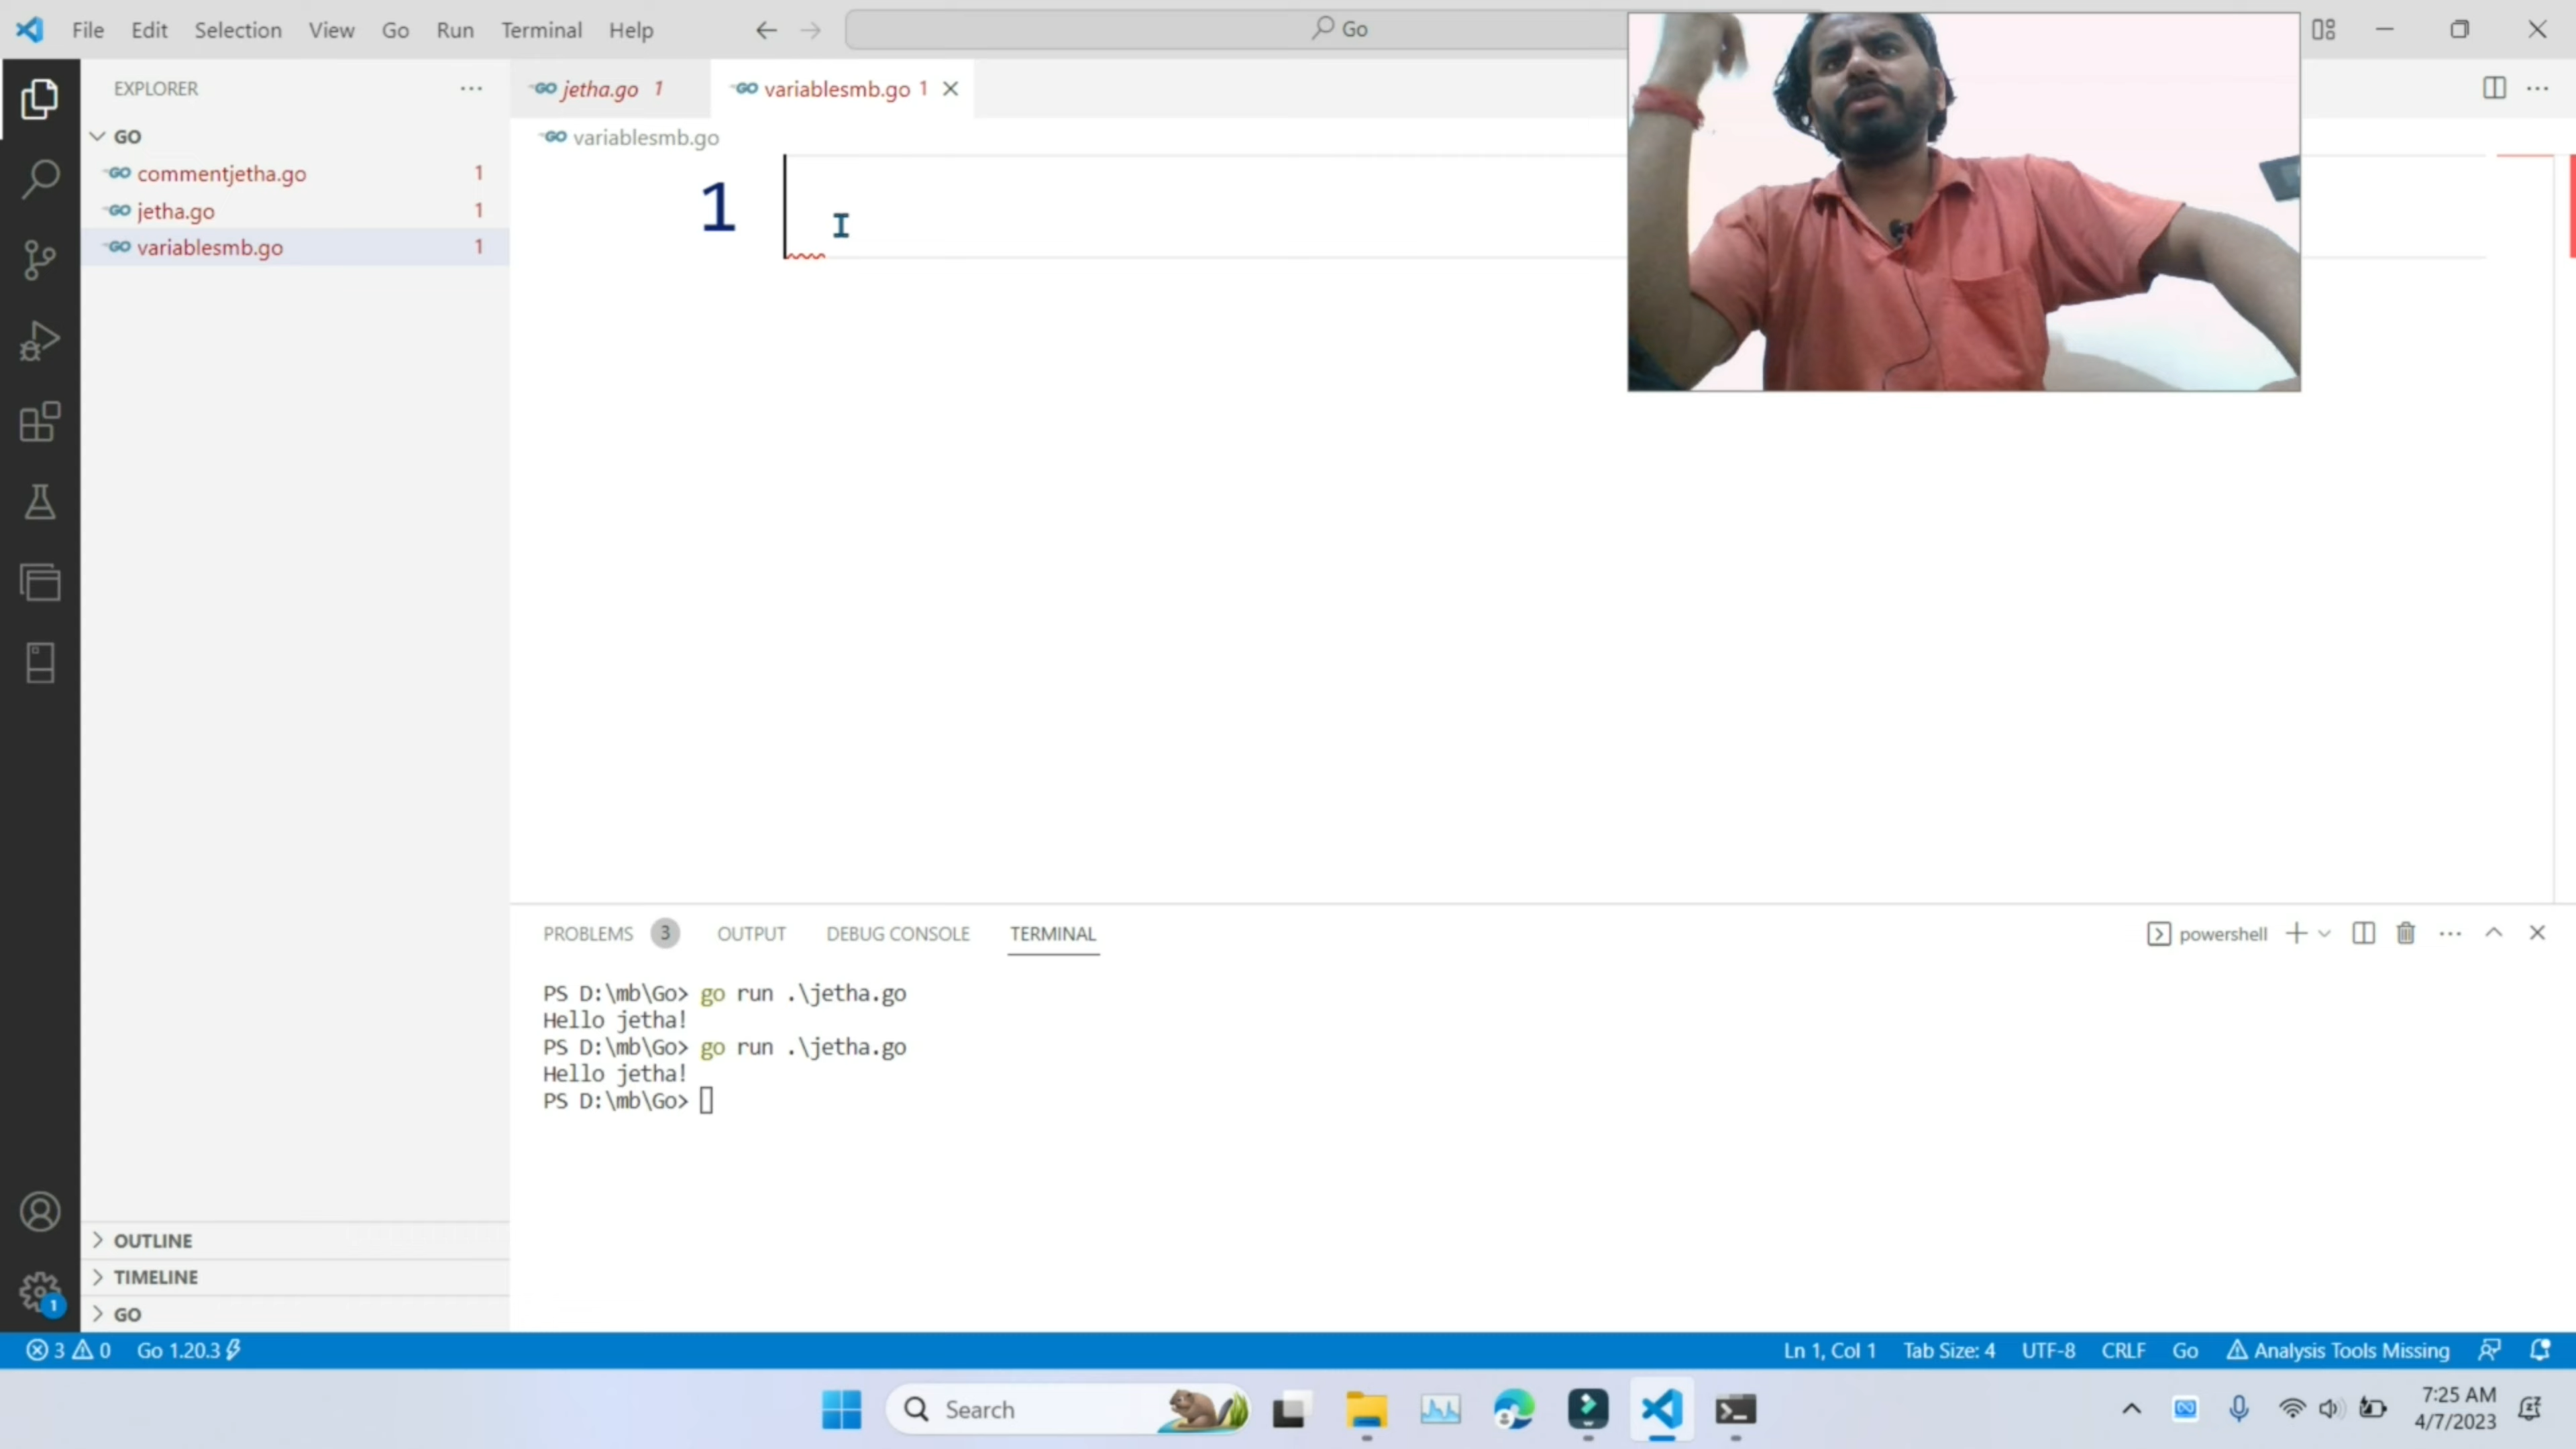 File Edit Selection View Go Run Terminal Help
Go
EXPLORER
GO
commentjetha.go 1
jetha.go 1
variablesmb.go 1
GO jetha.go 1
GO variablesmb.go 1
GO variablesmb.go
1
PROBLEMS 3 OUTPUT DEBUG CONSOLE TERMINAL
powershell
PS D:\mb\Go> go run .\jetha.go
Hello jetha!
PS D:\mb\Go> go run .\jetha.go
Hello jetha!
PS D:\mb\Go>
OUTLINE
TIMELINE
GO
1
3 0 Go 1.20.3
Ln 1, Col 1 Tab Size: 4 UTF-8 CRLF Go Analysis Tools Missing
Search
7:25 AM
4/7/2023